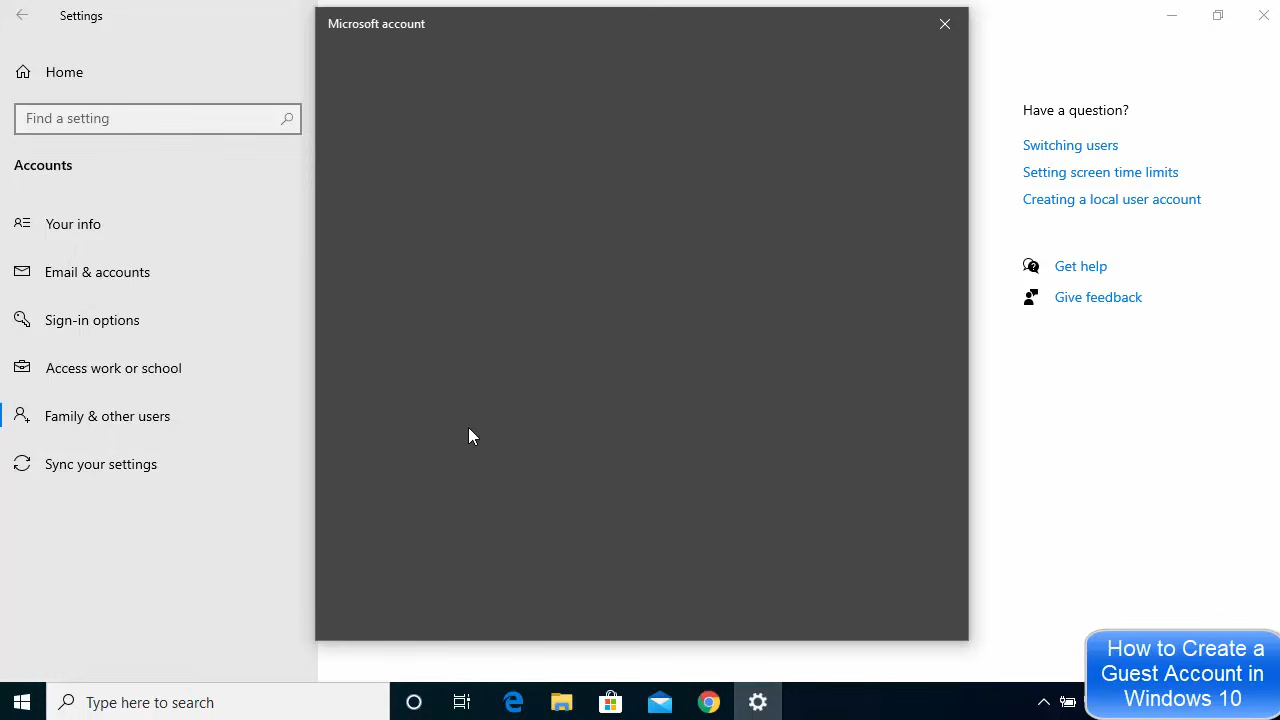 Settings
Home
Find a setting
Accounts
Your info
Email & accounts
Sign-in options
Access work or school
Family & other users
Sync your settings
Microsoft account
Have a question?
Switching users
Setting screen time limits
Creating a local user account
Get help
Give feedback
Type here to search
How to Create a
Guest Account in
Windows 10